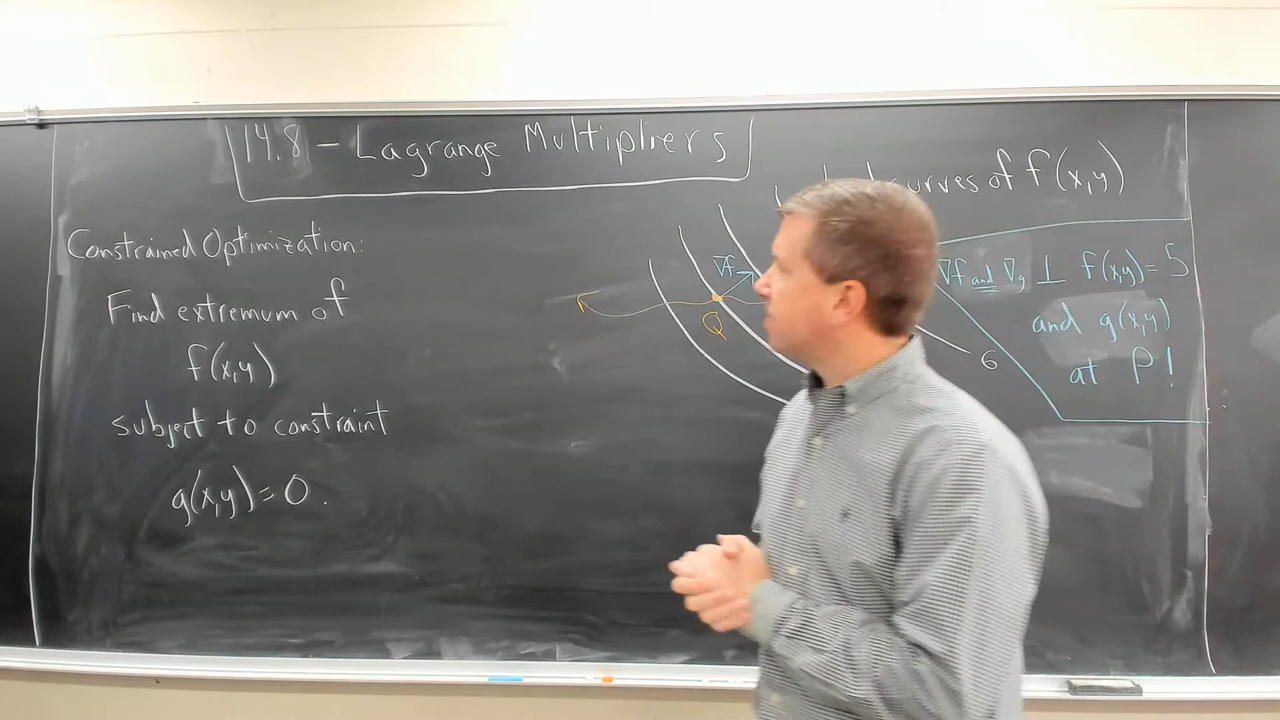 14.8 - Lagrange Multipliers
Constrained Optimization:
Find extremum of
f(x,y)
subject to constraint
g(x,y)=0.
curves of f(x,y)
∇f
Q
6
∇f and ∇g ⊥ f(x,y)=5
and g(x,y)
at P!